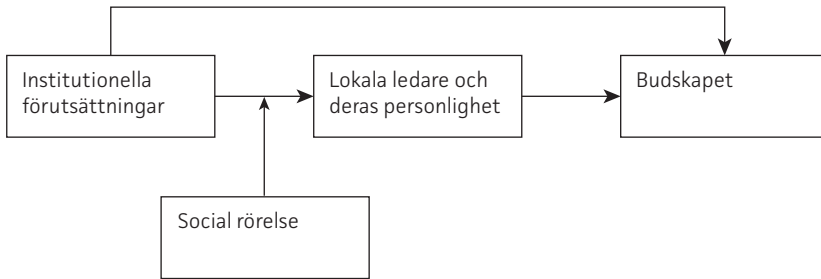 Institutionella
förutsättningar
Lokala ledare och
deras personlighet
Budskapet
Social rörelse